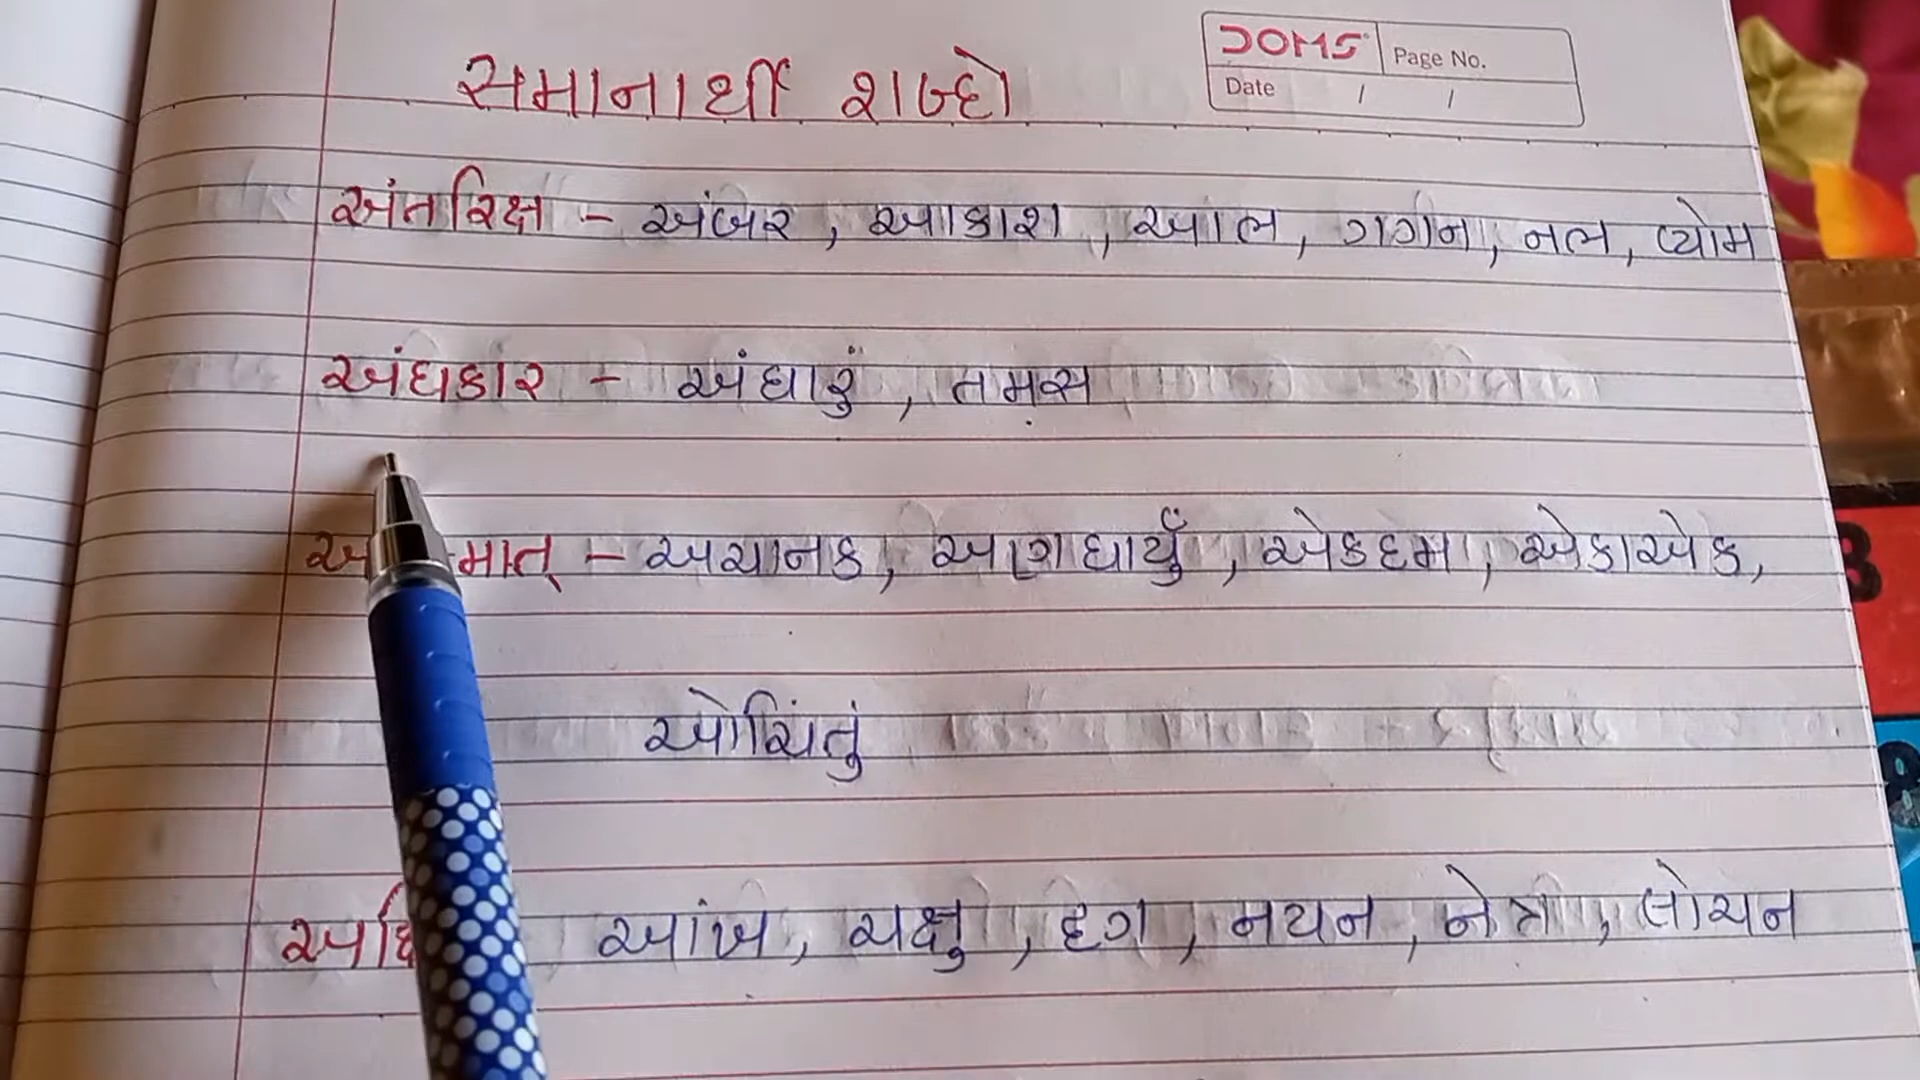 DOMS Page No.
Date / /
સમાનાર્થી શબ્દો
અંતરિક્ષ - અંબર, આકાશ, આભ, ગગન, નભ, વ્યોમ
અંધકાર - અંધારું, તમસ
માત્ - અચાનક, અણધાર્યું, એકદમ, એકાએક,
ઓચિંતું
આંખ, ચક્ષુ, દગ, નયન, નેત્ર, લોચન